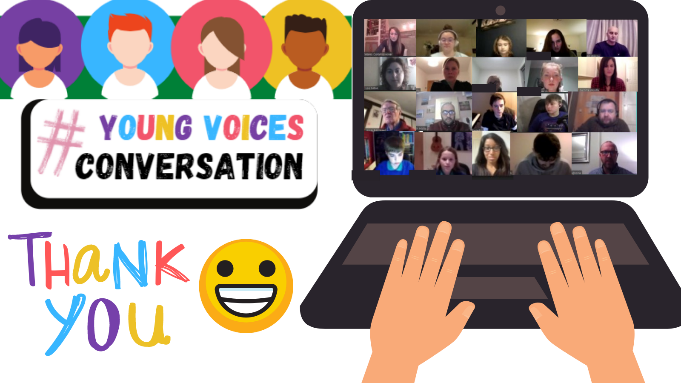 # YOUNG VOICES
CONVERSATION
THaNK
YOU